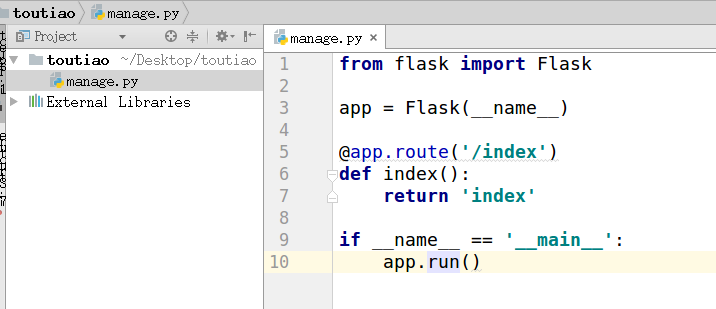 toutiao manage.py
Project
toutiao ~/Desktop/toutiao
manage.py
External Libraries
manage.py ×
1 from flask import Flask
2
3 app = Flask(__name__)
4
5 @app.route('/index')
6 def index():
7     return 'index'
8
9 if __name__ == '__main__':
10     app.run()